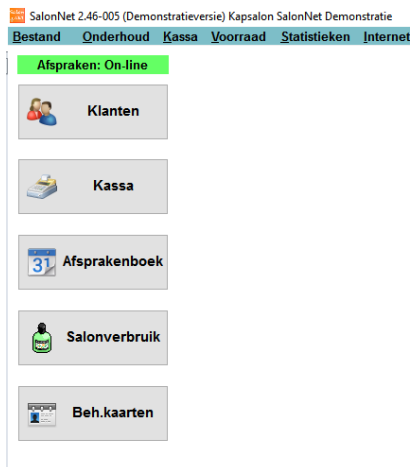 SalonNet 2.46-005 (Demonstratieversie) Kapsalon SalonNet Demonstratie
Bestand Onderhoud Kassa Voorraad Statistieken Internet
Afspraken: On-line
Klanten
Kassa
31 Afsprakenboek
Salonverbruik
Beh.kaarten